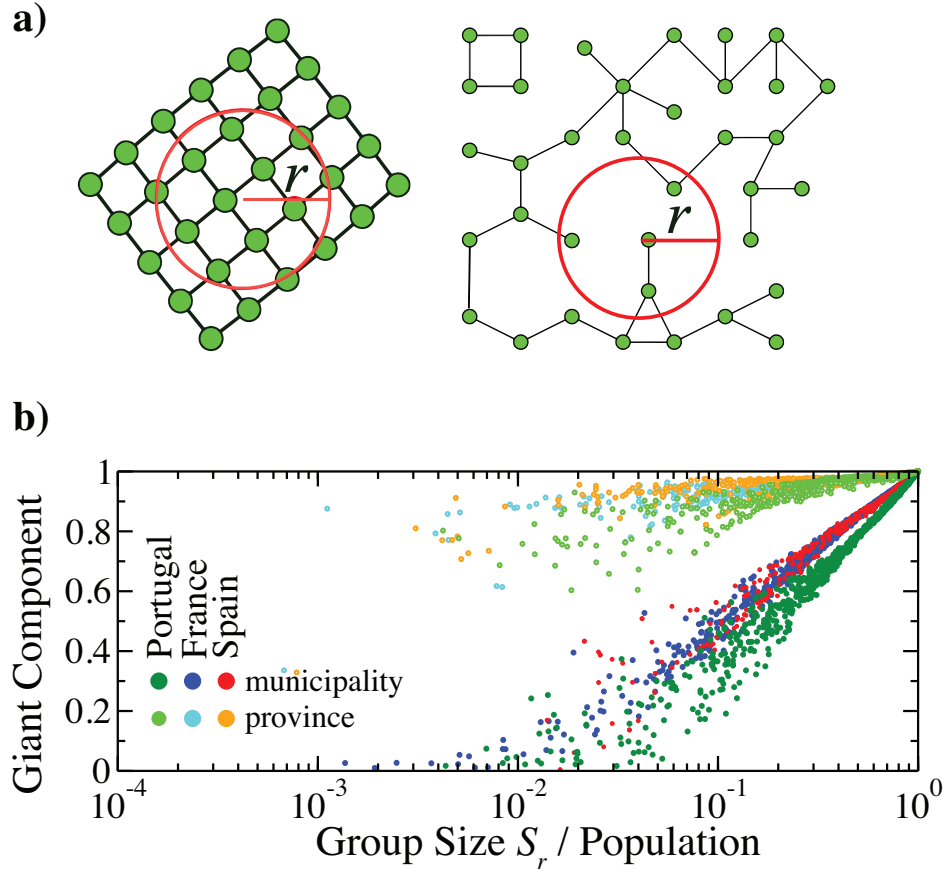 a)
r
r
b)
Giant Component
1
0.8
0.6
0.4
0.2
0
Portugal
France
Spain
municipality
province
10^-4
10^-3
10^-2
10^-1
10^0
Group Size S_r / Population